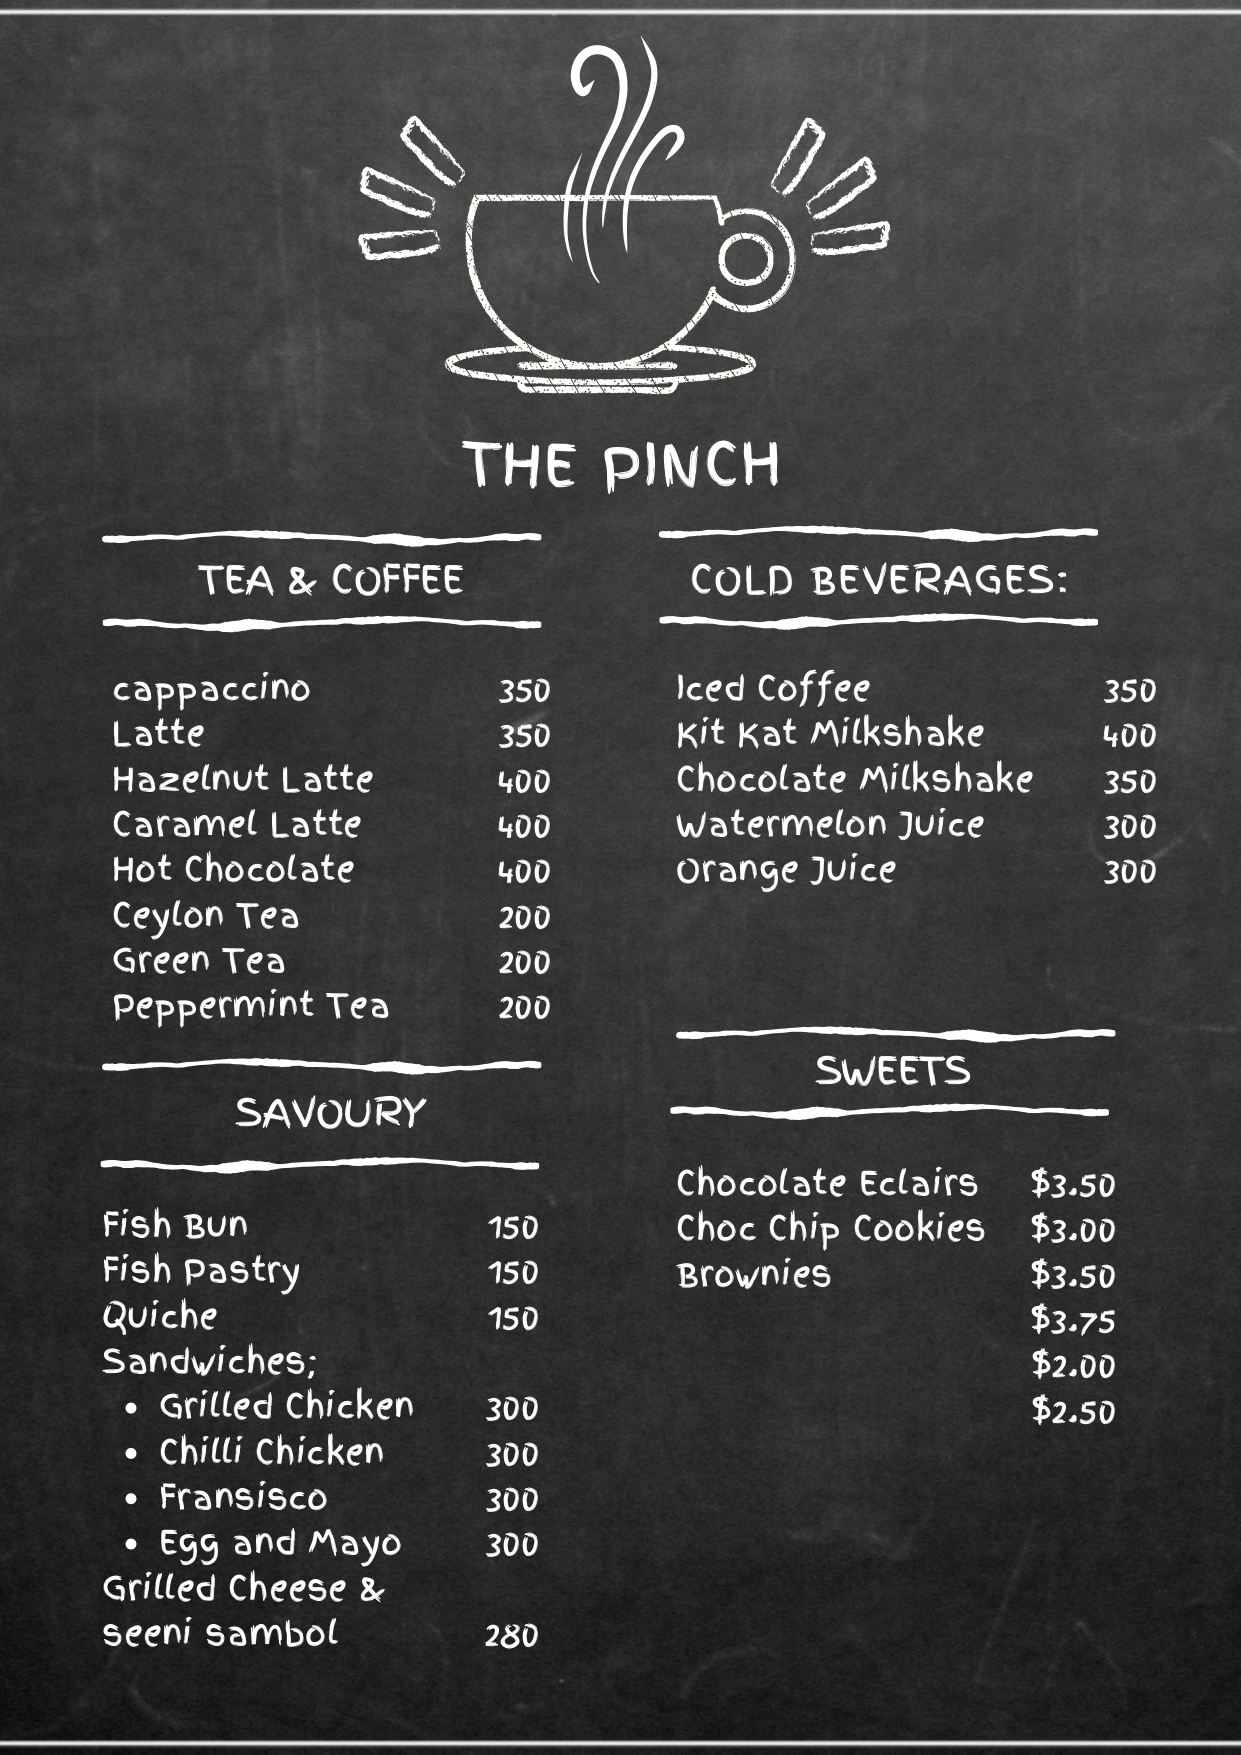 THE PINCH
TEA & COFFEE
cappaccino 350
Latte 350
Hazelnut Latte 400
Caramel Latte 400
Hot Chocolate 400
Ceylon Tea 200
Green Tea 200
Peppermint Tea 200
SAVOURY
Fish Bun 150
Fish Pastry 150
Quiche 150
Sandwiches;
• Grilled Chicken 300
• Chilli Chicken 300
• Fransisco 300
• Egg and Mayo 300
Grilled Cheese &
seeni sambol 280
COLD BEVERAGES:
Iced Coffee 350
Kit Kat Milkshake 400
Chocolate Milkshake 350
Watermelon Juice 300
Orange Juice 300
SWEETS
Chocolate Eclairs $3.50
Choc Chip Cookies $3.00
Brownies $3.50
$3.75
$2.00
$2.50